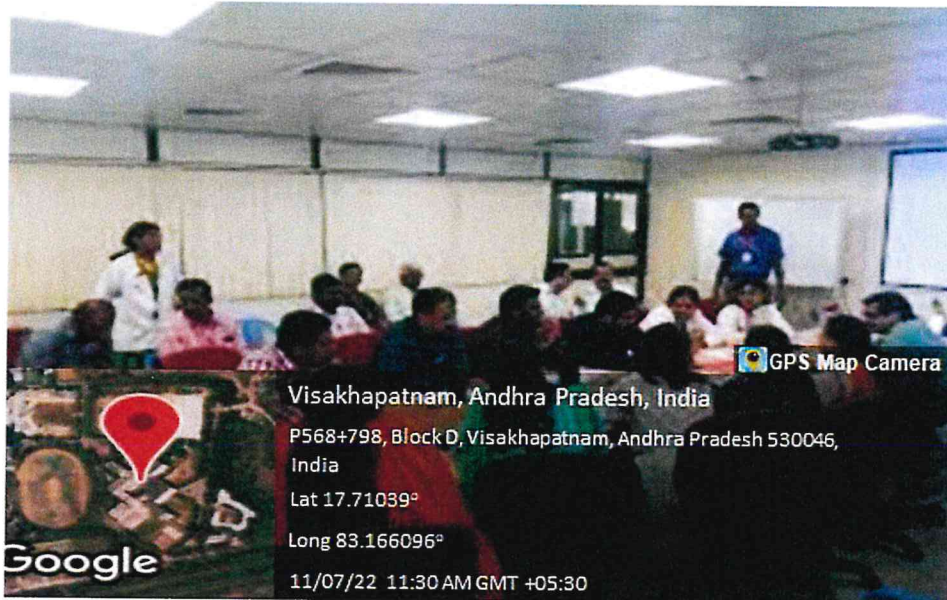 GPS Map Camera
Visakhapatnam, Andhra Pradesh, India
P568+798, Block D, Visakhapatnam, Andhra Pradesh 530046,
India
Lat 17.71039°
Long 83.166096°
11/07/22 11:30 AM GMT +05:30
Google